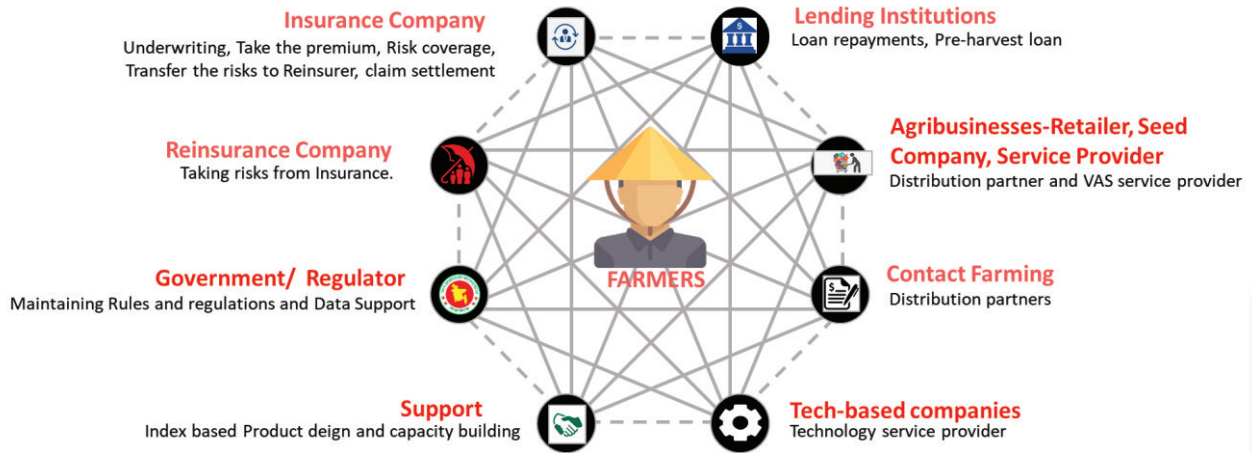 Insurance Company
Underwriting, Take the premium, Risk coverage,
Transfer the risks to Reinsurer, claim settlement
Lending Institutions
Loan repayments, Pre-harvest loan
Reinsurance Company
Taking risks from Insurance.
Agribusinesses-Retailer, Seed
Company, Service Provider
Distribution partner and VAS service provider
FARMERS
Government/ Regulator
Maintaining Rules and regulations and Data Support
Contact Farming
Distribution partners
Support
Index based Product deign and capacity building
Tech-based companies
Technology service provider